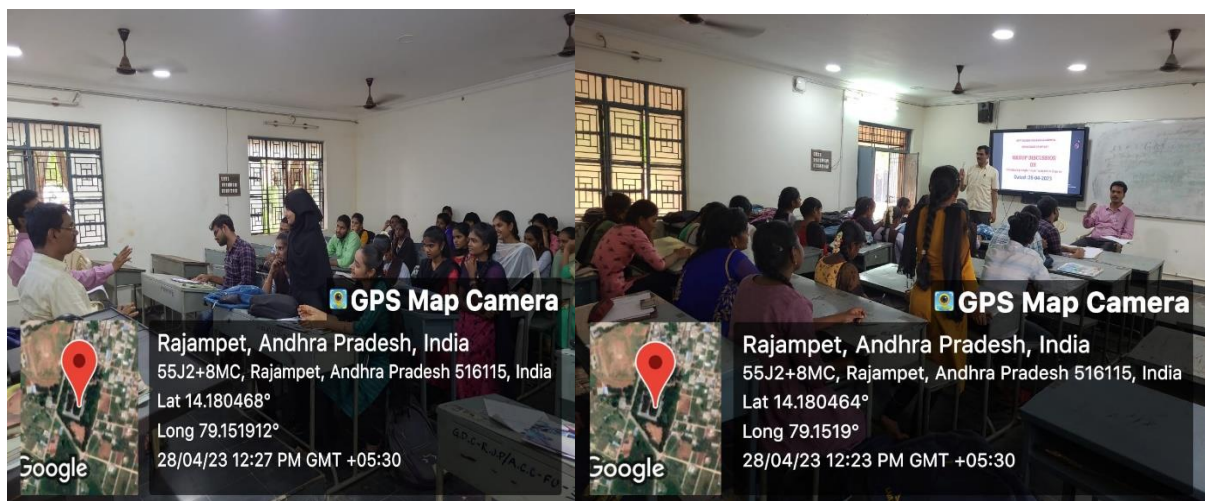 GPS Map Camera
Rajampet, Andhra Pradesh, India
55J2+8MC, Rajampet, Andhra Pradesh 516115, India
Lat 14.180468°
Long 79.151912°
28/04/23 12:27 PM GMT +05:30
Google
GROUP DISCUSSION
GPS Map Camera
Rajampet, Andhra Pradesh, India
55J2+8MC, Rajampet, Andhra Pradesh 516115, India
Lat 14.180464°
Long 79.1519°
28/04/23 12:23 PM GMT +05:30
Google